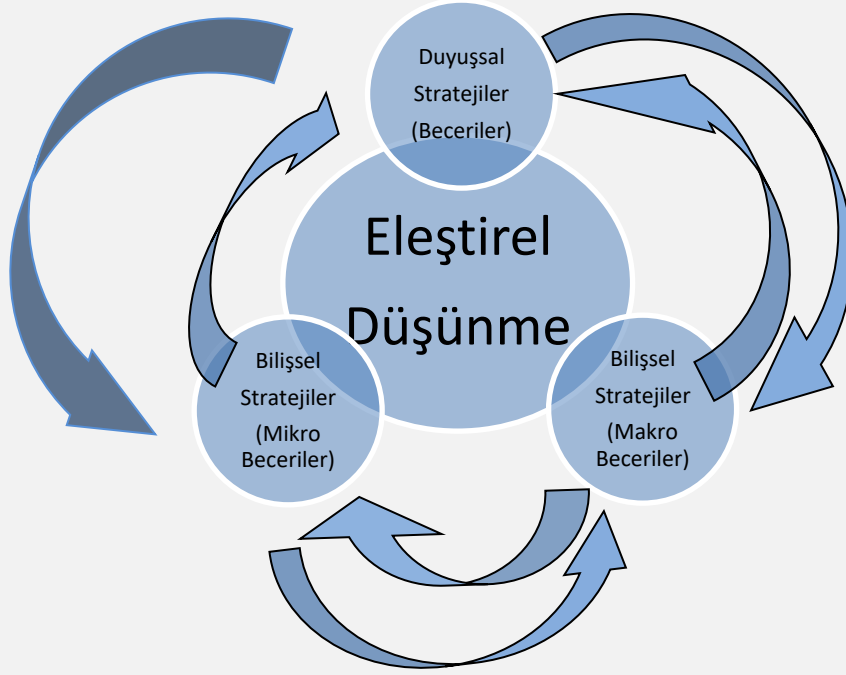 Duyuşsal
Stratejiler
(Beceriler)
Eleştirel
Düşünme
Bilişsel
Stratejiler
(Mikro
Beceriler)
Bilişsel
Stratejiler
(Makro
Beceriler)